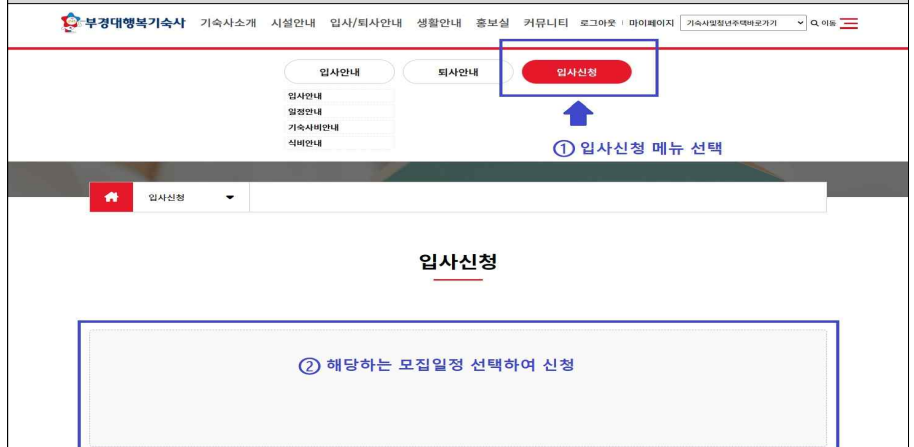 부경대행복기숙사 기숙사소개 시설안내 입사/퇴사안내 생활안내 홍보실 커뮤니티 로그아웃 마이페이지 기숙사및청년주택바로가기 이동
입사안내 퇴사안내 입사신청
입사안내
일정안내
기숙사비안내
식비안내
① 입사신청 메뉴 선택
입사신청
입사신청
② 해당하는 모집일정 선택하여 신청